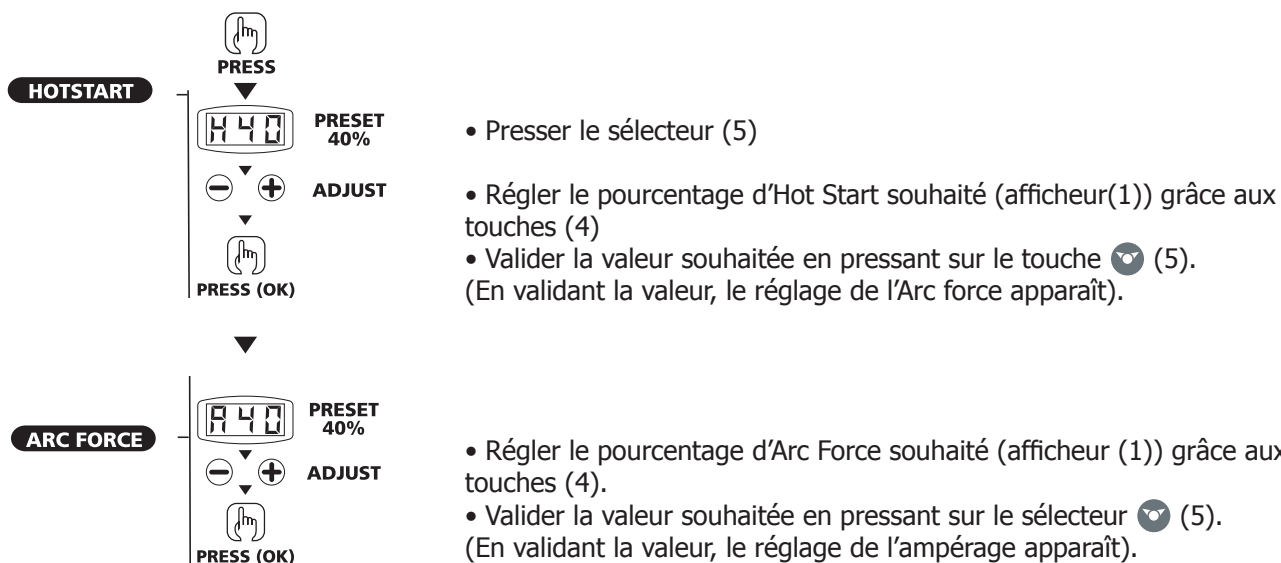 PRESS
HOTSTART
H40
PRESET
40%
• Presser le sélecteur (5)
ADJUST
• Régler le pourcentage d’Hot Start souhaité (afficheur(1)) grâce aux
touches (4)
• Valider la valeur souhaitée en pressant sur le touche (5).
PRESS (OK)
(En validant la valeur, le réglage de l’Arc force apparaît).
ARC FORCE
A40
PRESET
40%
• Régler le pourcentage d’Arc Force souhaité (afficheur (1)) grâce aux
ADJUST
touches (4).
• Valider la valeur souhaitée en pressant sur le sélecteur (5).
PRESS (OK)
(En validant la valeur, le réglage de l’ampérage apparaît).